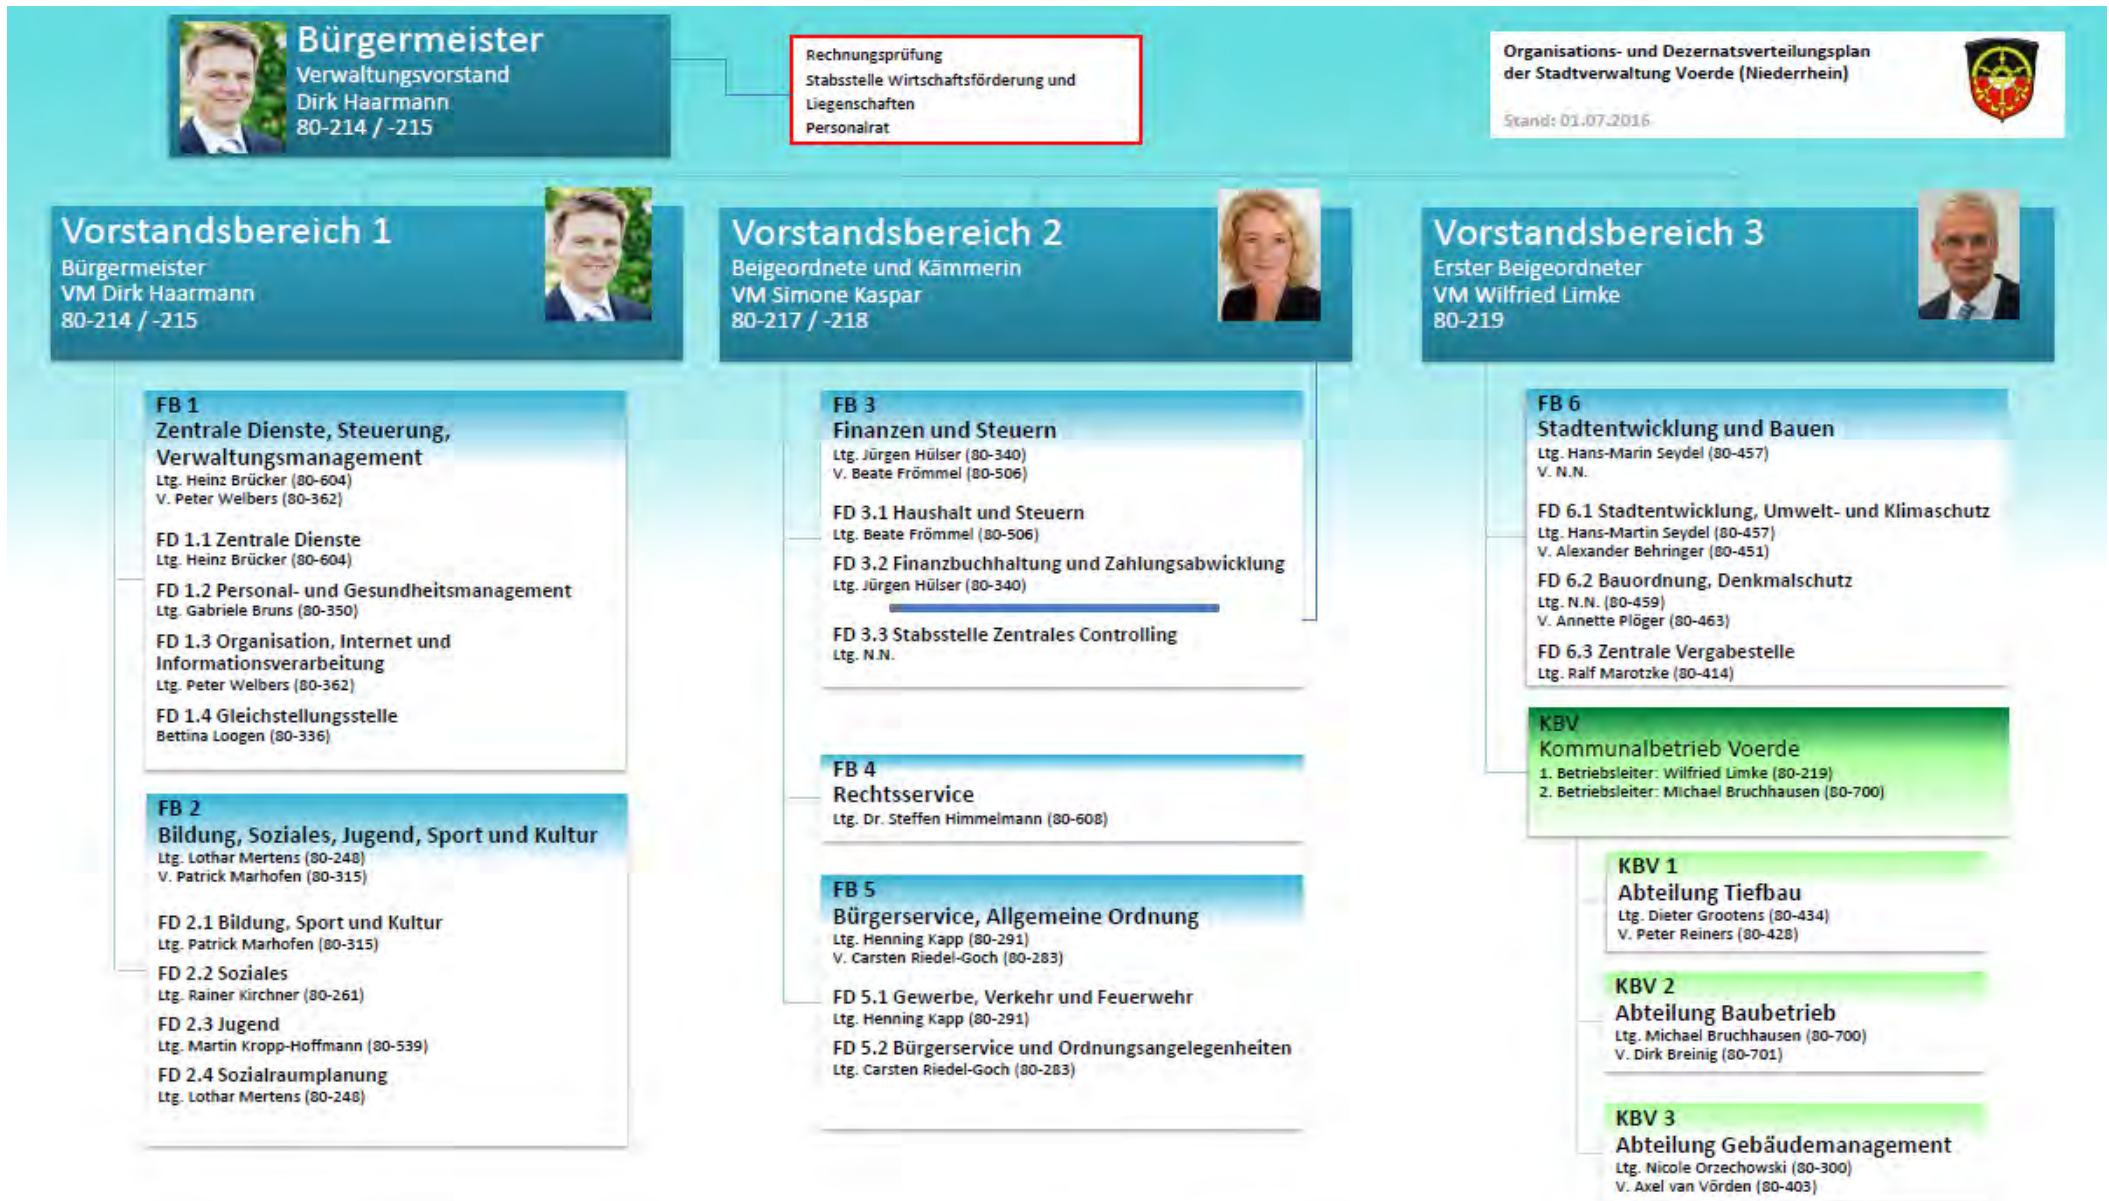 Bürgermeister
Verwaltungsvorstand
Dirk Haarmann
80-214 / -215
Rechnungsprüfung
Stabsstelle Wirtschaftsförderung und
Liegenschaften
Personalrat
Organisations- und Dezernatsverteilungsplan
der Stadtverwaltung Voerde (Niederrhein)
Stand: 01.07.2016
Vorstandsbereich 1
Bürgermeister
VM Dirk Haarmann
80-214 / -215
FB 1
Zentrale Dienste, Steuerung,
Verwaltungsmanagement
Ltg. Heinz Brücker (80-604)
V. Peter Welbers (80-362)
FD 1.1 Zentrale Dienste
Ltg. Heinz Brücker (80-604)
FD 1.2 Personal- und Gesundheitsmanagement
Ltg. Gabriele Bruns (80-350)
FD 1.3 Organisation, Internet und
Informationsverarbeitung
Ltg. Peter Welbers (80-362)
FD 1.4 Gleichstellungsstelle
Bettina Loogen (80-336)
FB 2
Bildung, Soziales, Jugend, Sport und Kultur
Ltg. Lothar Mertens (80-248)
V. Patrick Marhofen (80-315)
FD 2.1 Bildung, Sport und Kultur
Ltg. Patrick Marhofen (80-315)
FD 2.2 Soziales
Ltg. Rainer Kirchner (80-261)
FD 2.3 Jugend
Ltg. Martin Kropp-Hoffmann (80-539)
FD 2.4 Sozialraumplanung
Ltg. Lothar Mertens (80-248)
Vorstandsbereich 2
Beigeordnete und Kämmerin
VM Simone Kaspar
80-217 / -218
FB 3
Finanzen und Steuern
Ltg. Jürgen Hülser (80-340)
V. Beate Frömmel (80-506)
FD 3.1 Haushalt und Steuern
Ltg. Beate Frömmel (80-506)
FD 3.2 Finanzbuchhaltung und Zahlungsabwicklung
Ltg. Jürgen Hülser (80-340)
FD 3.3 Stabsstelle Zentrales Controlling
Ltg. N.N.
FB 4
Rechtsservice
Ltg. Dr. Steffen Himmelmann (80-608)
FB 5
Bürgerservice, Allgemeine Ordnung
Ltg. Henning Kapp (80-291)
V. Carsten Riedel-Goch (80-283)
FD 5.1 Gewerbe, Verkehr und Feuerwehr
Ltg. Henning Kapp (80-291)
FD 5.2 Bürgerservice und Ordnungsangelegenheiten
Ltg. Carsten Riedel-Goch (80-283)
Vorstandsbereich 3
Erster Beigeordneter
VM Wilfried Limke
80-219
FB 6
Stadtentwicklung und Bauen
Ltg. Hans-Marin Seydel (80-457)
V. N.N.
FD 6.1 Stadtentwicklung, Umwelt- und Klimaschutz
Ltg. Hans-Martin Seydel (80-457)
V. Alexander Behringer (80-451)
FD 6.2 Bauordnung, Denkmalschutz
Ltg. N.N. (80-459)
V. Annette Plöger (80-463)
FD 6.3 Zentrale Vergabestelle
Ltg. Ralf Marotzke (80-414)
KBV
Kommunalbetrieb Voerde
1. Betriebsleiter: Wilfried Limke (80-219)
2. Betriebsleiter: Michael Bruchhausen (80-700)
KBV 1
Abteilung Tiefbau
Ltg. Dieter Grootens (80-434)
V. Peter Reiners (80-428)
KBV 2
Abteilung Baubetrieb
Ltg. Michael Bruchhausen (80-700)
V. Dirk Breinig (80-701)
KBV 3
Abteilung Gebäudemanagement
Ltg. Nicole Orzechowski (80-300)
V. Axel van Vörden (80-403)